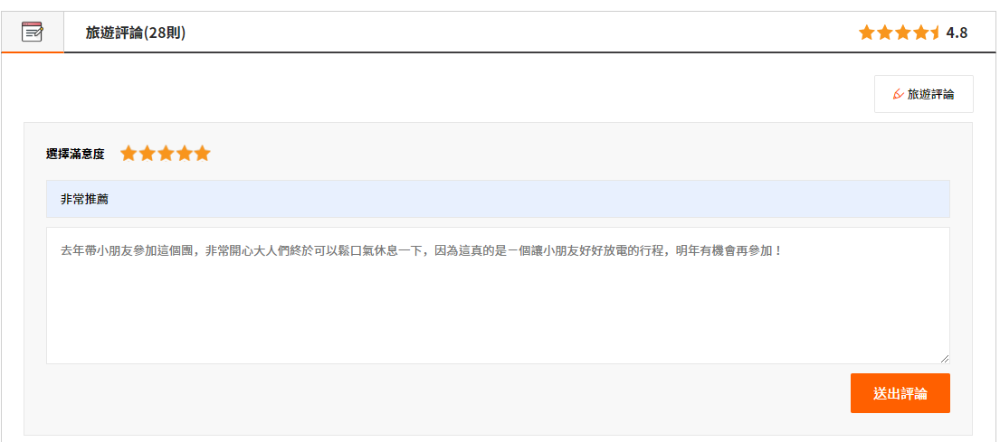 旅遊評論(28則)
4.8
旅遊評論
選擇滿意度
非常推薦
去年帶小朋友參加這個團，非常開心大人們終於可以鬆口氣休息一下，因為這真的是一個讓小朋友好好放電的行程，明年有機會再參加！
送出評論